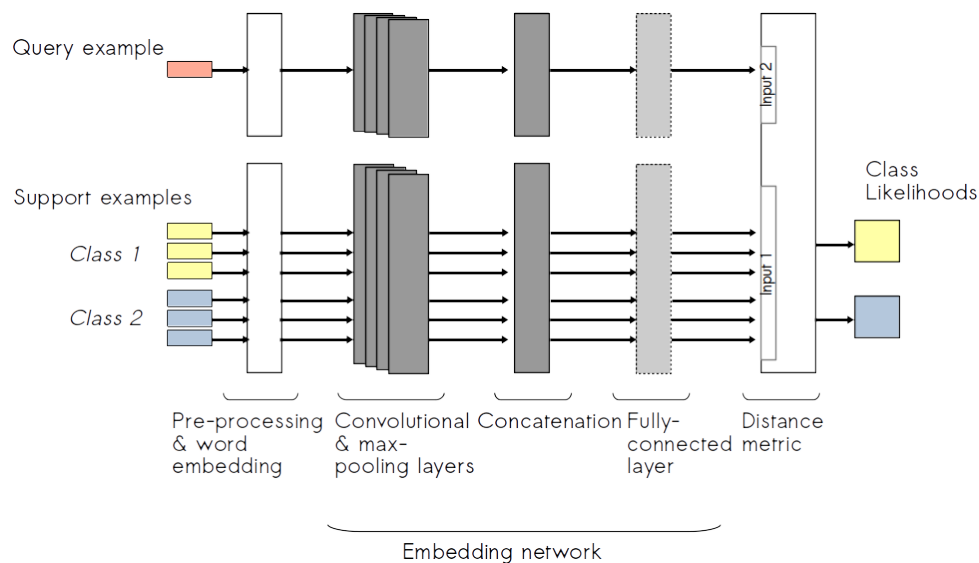 Query example
Input 2
Support examples
Class 1
Class 2
Input 1
Class
Likelihoods
Pre-processing
& word
embedding
Convolutional
& max-
pooling layers
Concatenation
Fully-
connected
layer
Distance
metric
Embedding network